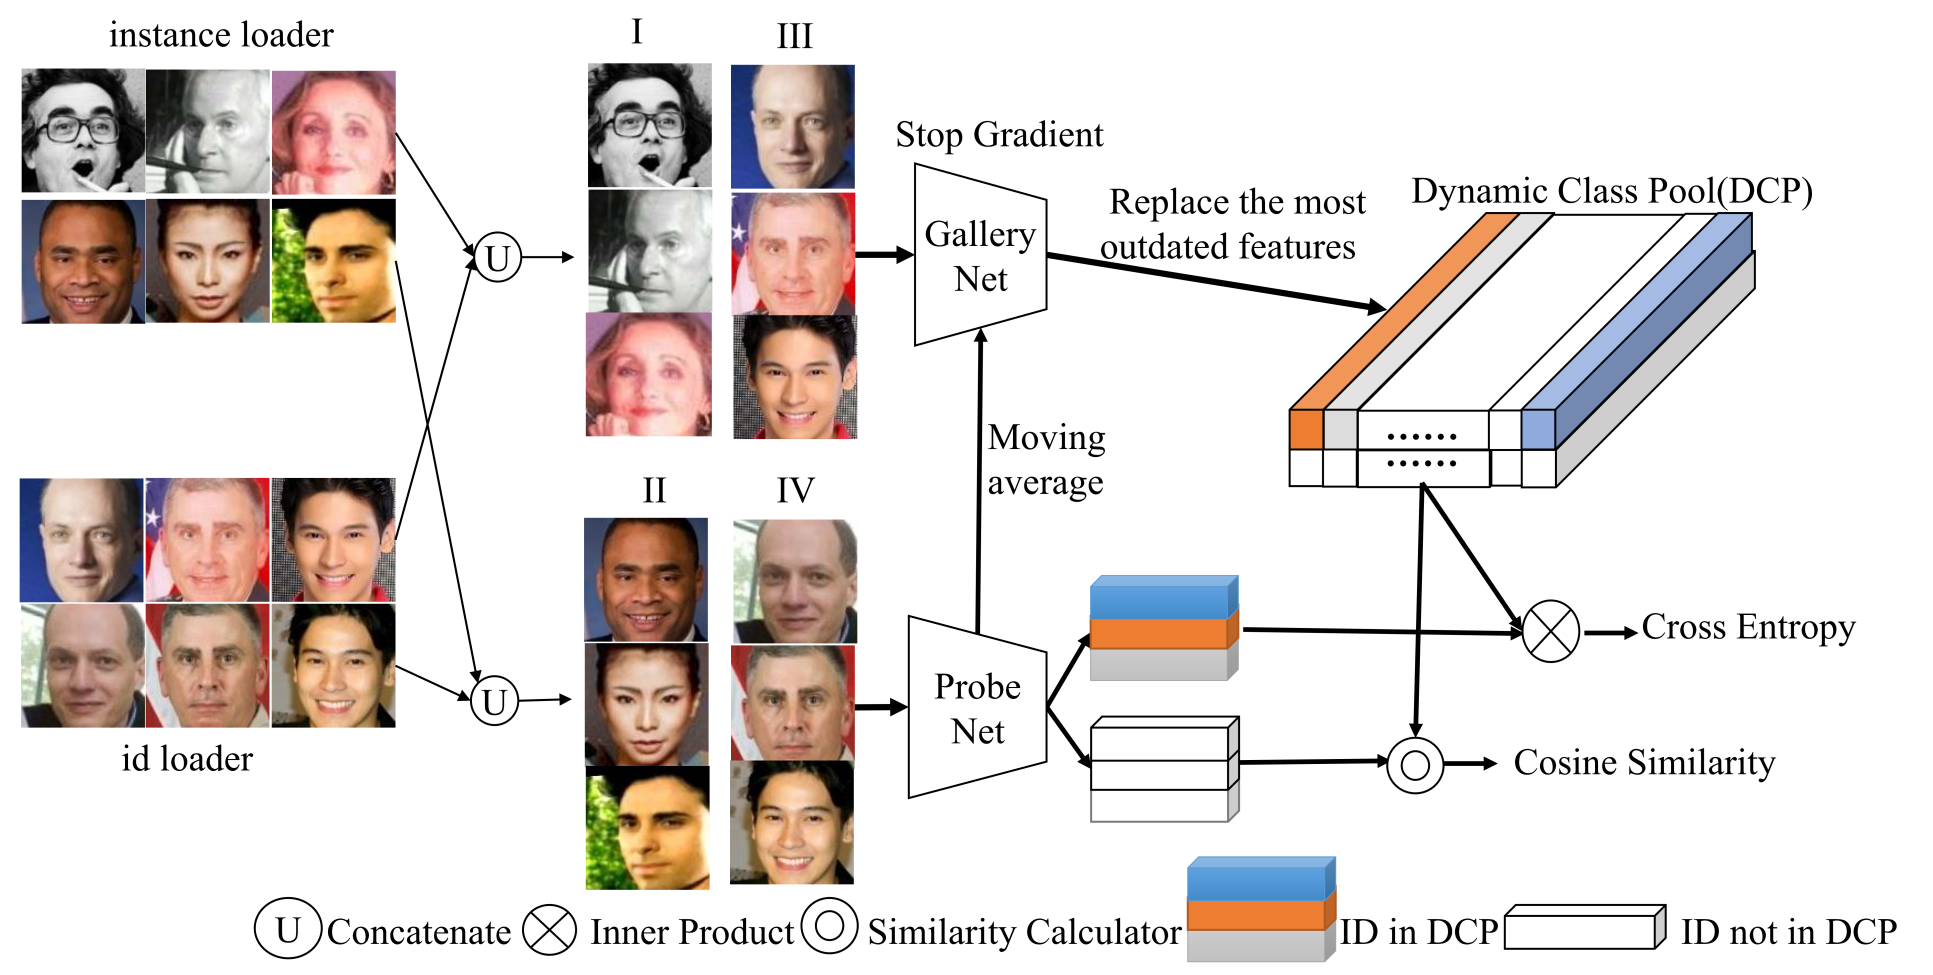 instance loader
I
III
Stop Gradient
Gallery
Net
Replace the most
outdated features
Dynamic Class Pool(DCP)
U
......
......
Moving
average
II
IV
id loader
U
Probe
Net
Cross Entropy
Cosine Similarity
U Concatenate
Inner Product
Similarity Calculator
ID in DCP
ID not in DCP